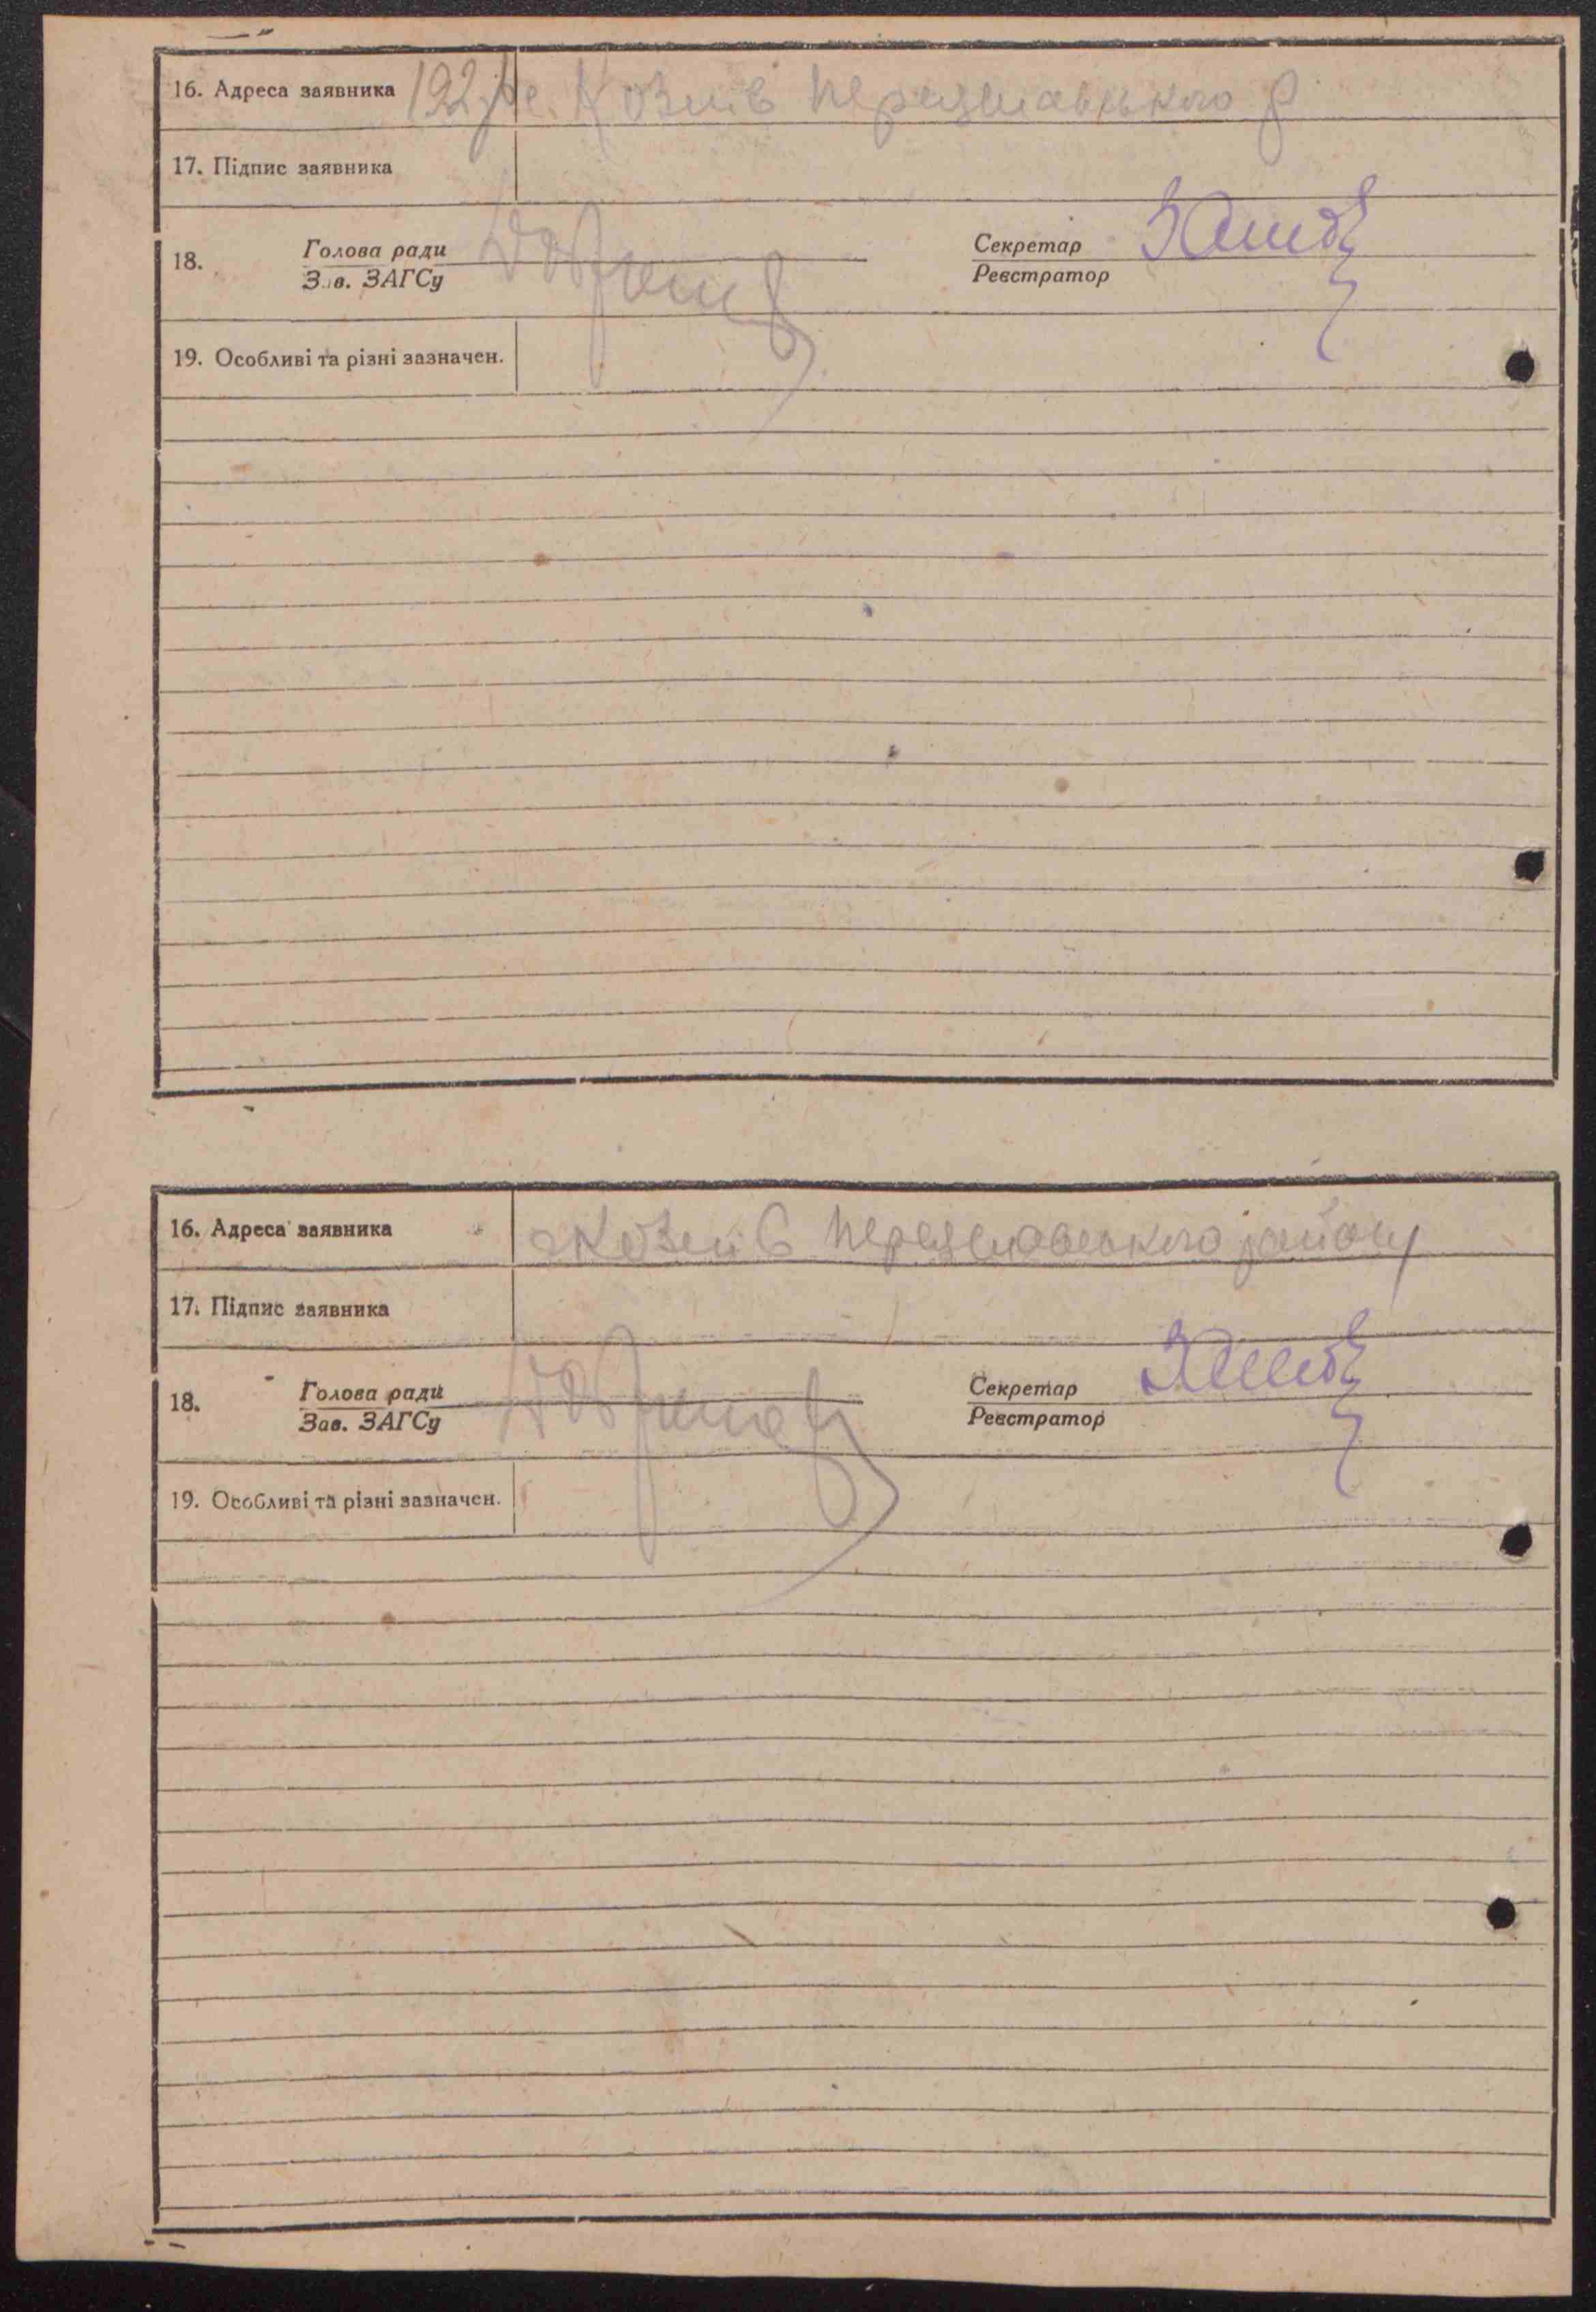 16. Адреса заявника с. Козлів Переяславського р
17. Підпис заявника
18. Голова ради Секретар
Зав. ЗАГСу Реєстратор
19. Особливі та різні зазначен.
16. Адреса заявника с Козлів Переяславського району
17. Підпис заявника
18. Голова ради Секретар
Зав. ЗАГСу Реєстратор
19. Особливі та різні зазначен.